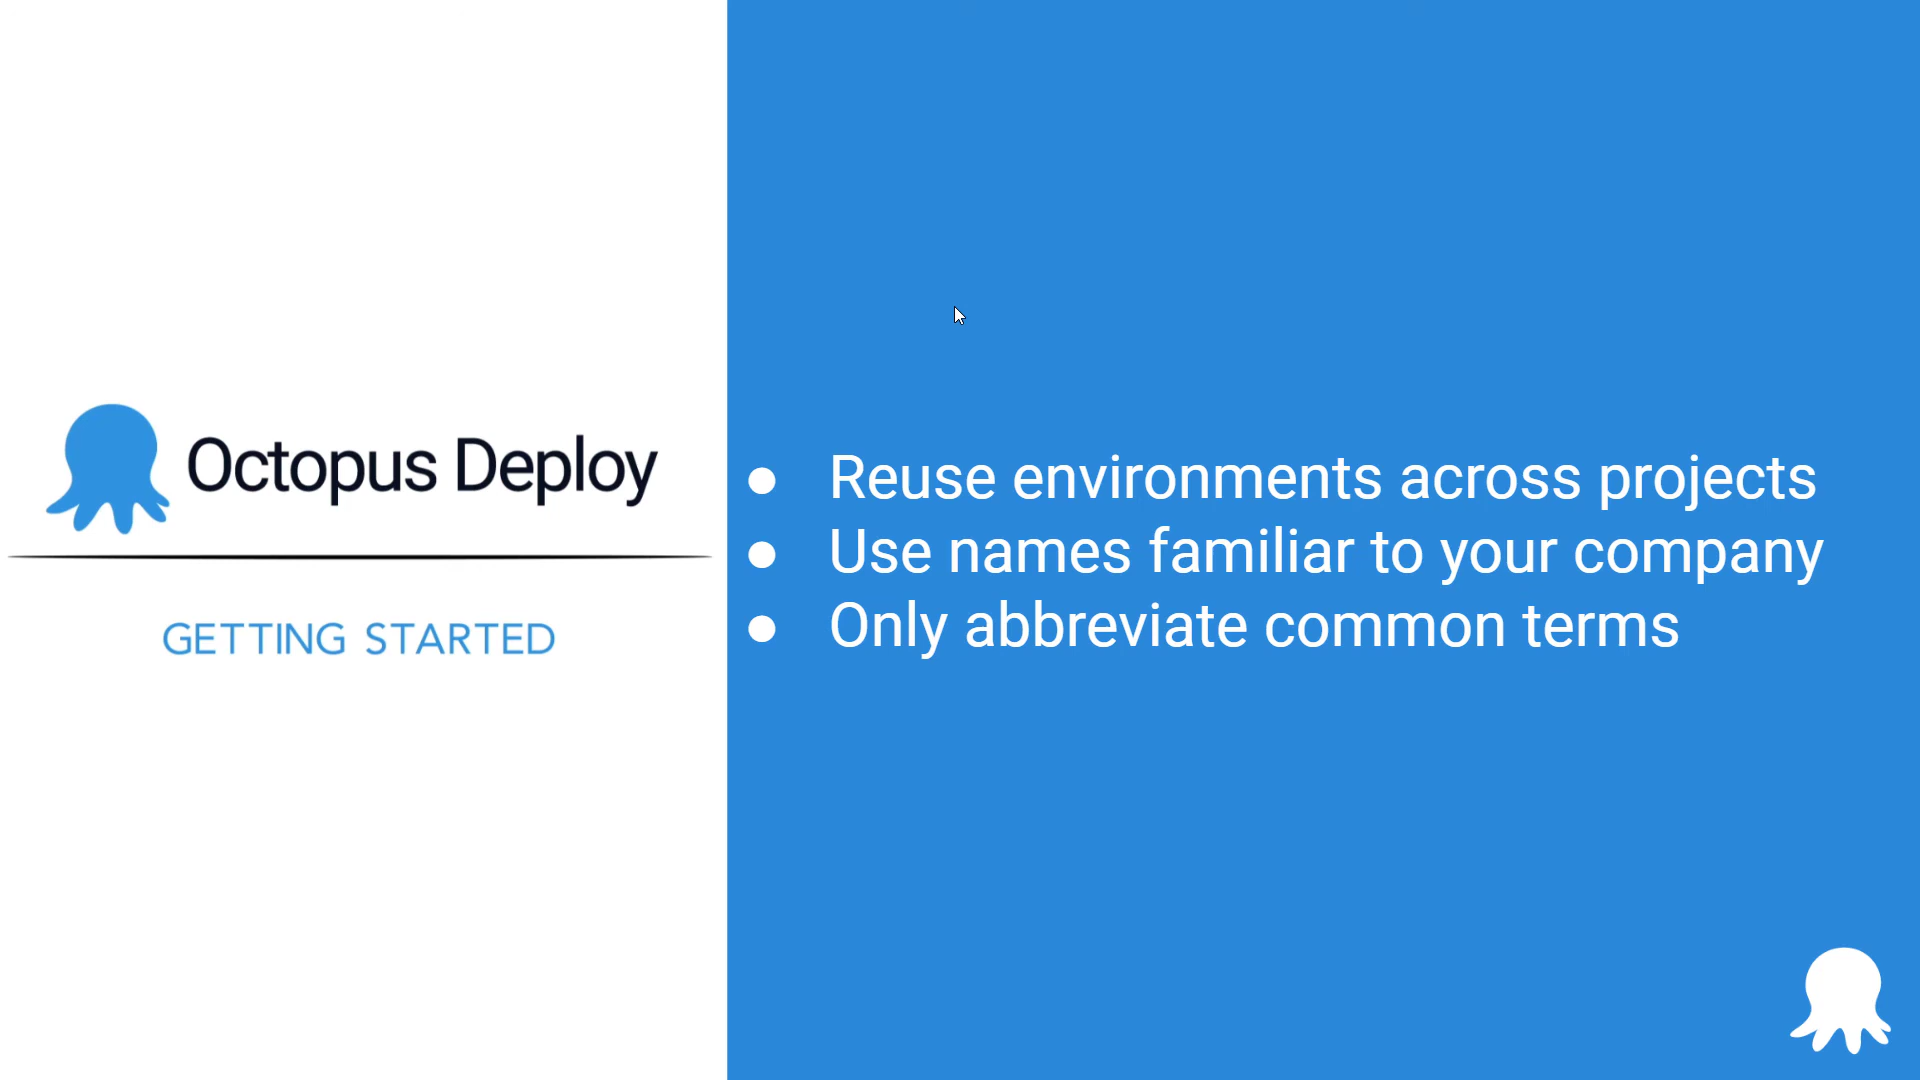 Octopus Deploy
GETTING STARTED
● Reuse environments across projects
● Use names familiar to your company
● Only abbreviate common terms